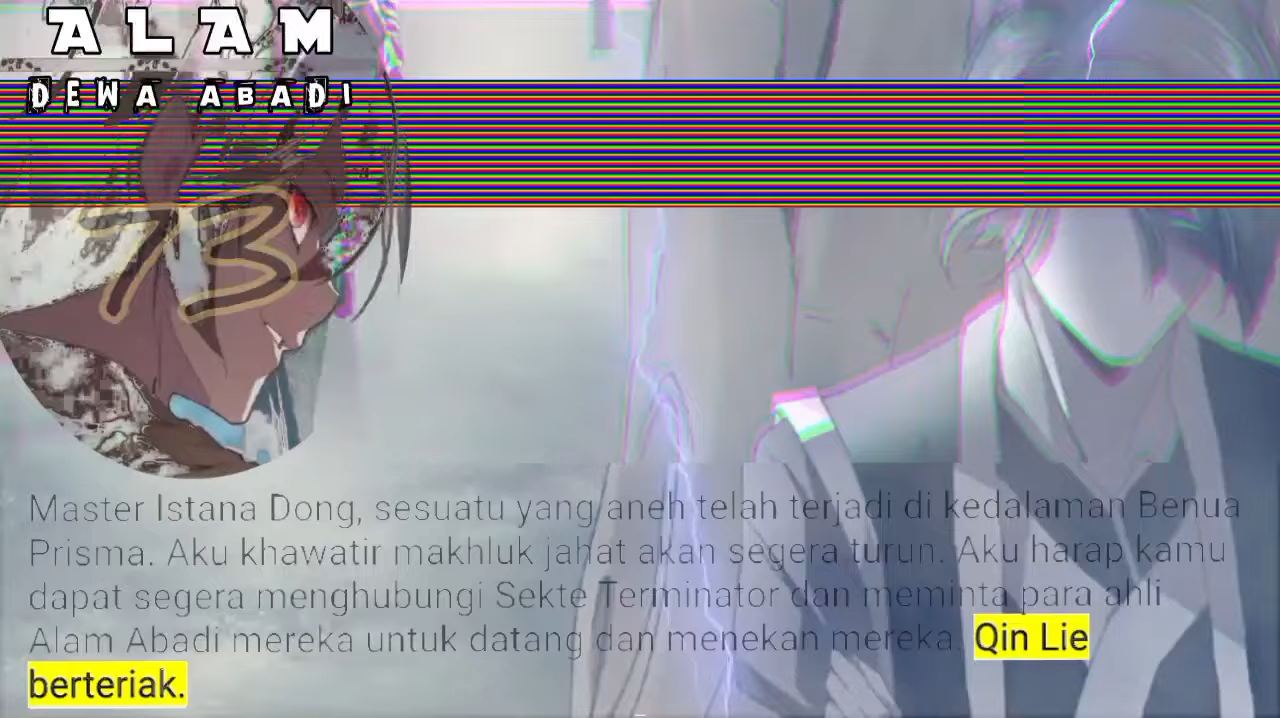 ALAM
DEWA ABADI
73
Master Istana Dong, sesuatu yang aneh telah terjadi di kedalaman Benua
Prisma. Aku khawatir makhluk jahat akan segera turun. Aku harap kamu
dapat segera menghubungi Sekte Terminator dan meminta para ahli
Alam Abadi mereka untuk datang dan menekan mereka. Qin Lie
berteriak.